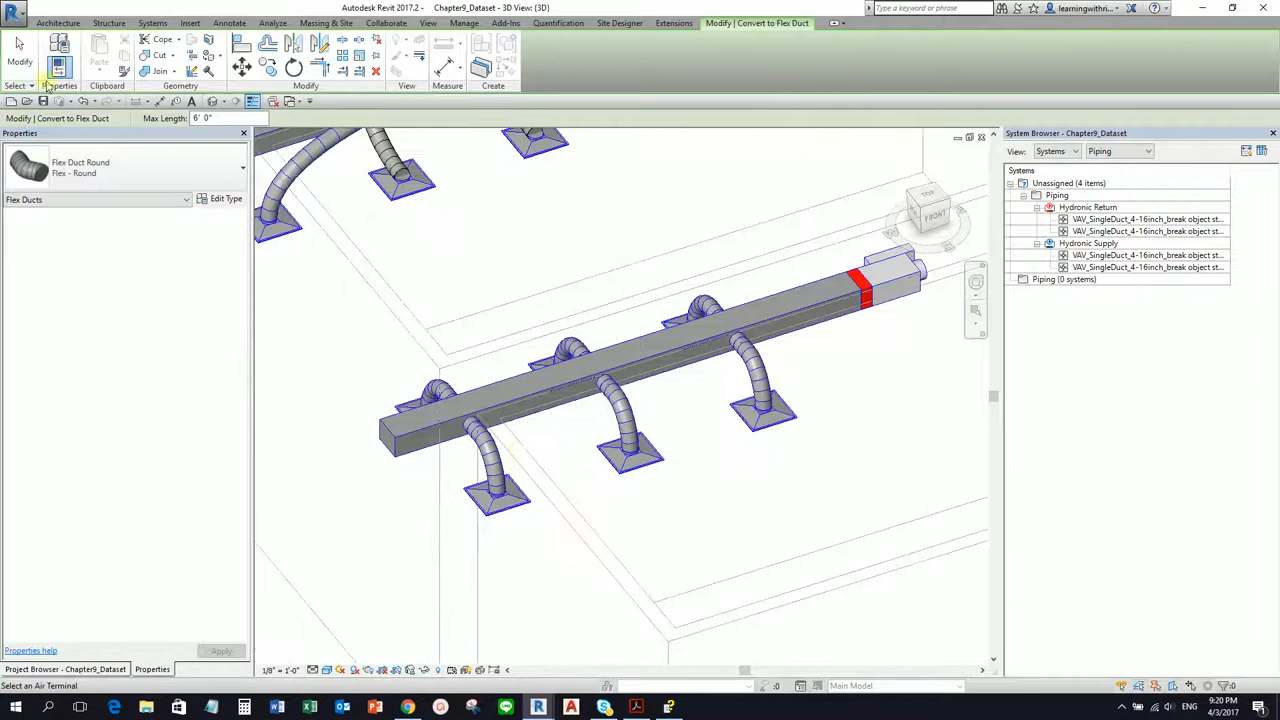 Autodesk Revit 2017.2 - Chapter9_Dataset - 3D View: {3D}
Type a keyword or phrase
learningwithri...
Architecture Structure Systems Insert Annotate Analyze Massing & Site Collaborate View Manage Add-Ins Quantification Site Designer Extensions Modify | Convert to Flex Duct
Modify
Paste
Cope
Cut
Join
Select Properties Clipboard Geometry Modify View Measure Create
Modify | Convert to Flex Duct Max Length: 6' 0"
Properties
Flex Duct Round
Flex - Round
Flex Ducts
Edit Type
TOP
FRONT
W
System Browser - Chapter9_Dataset
View: Systems Piping
Systems
Unassigned (4 items)
Piping
Hydronic Return
VAV_SingleDuct_4-16inch_break object st...
VAV_SingleDuct_4-16inch_break object st...
Hydronic Supply
VAV_SingleDuct_4-16inch_break object st...
VAV_SingleDuct_4-16inch_break object st...
Piping (0 systems)
Properties help
Apply
Project Browser - Chapter9_Dataset Properties
1/8" = 1'-0"
Select an Air Terminal
:0
Main Model
:0
9:20 PM
4/3/2017